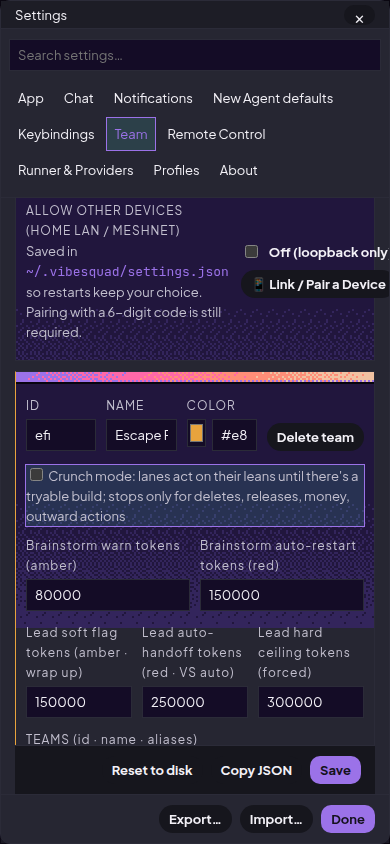 Settings
×
Search settings...
App Chat Notifications New Agent defaults
Keybindings Team Remote Control
Runner & Providers Profiles About
ALLOW OTHER DEVICES
(HOME LAN / MESHNET)
Saved in
~/.vibesquad/settings.json
so restarts keep your choice.
Pairing with a 6–digit code is still
required.
Off (loopback only
Link / Pair a Device
ID NAME COLOR
efi Escape F #e8 Delete team
Crunch mode: lanes act on their leans until there's a
tryable build; stops only for deletes, releases, money,
outward actions
Brainstorm warn tokens
(amber)
80000
Brainstorm auto-restart
tokens (red)
150000
Lead soft flag
tokens (amber ·
wrap up)
150000
Lead auto-
handoff tokens
(red · VS auto)
250000
Lead hard
ceiling tokens
(forced)
300000
TEAMS (id · name · aliases)
Reset to disk Copy JSON Save
Export... Import... Done